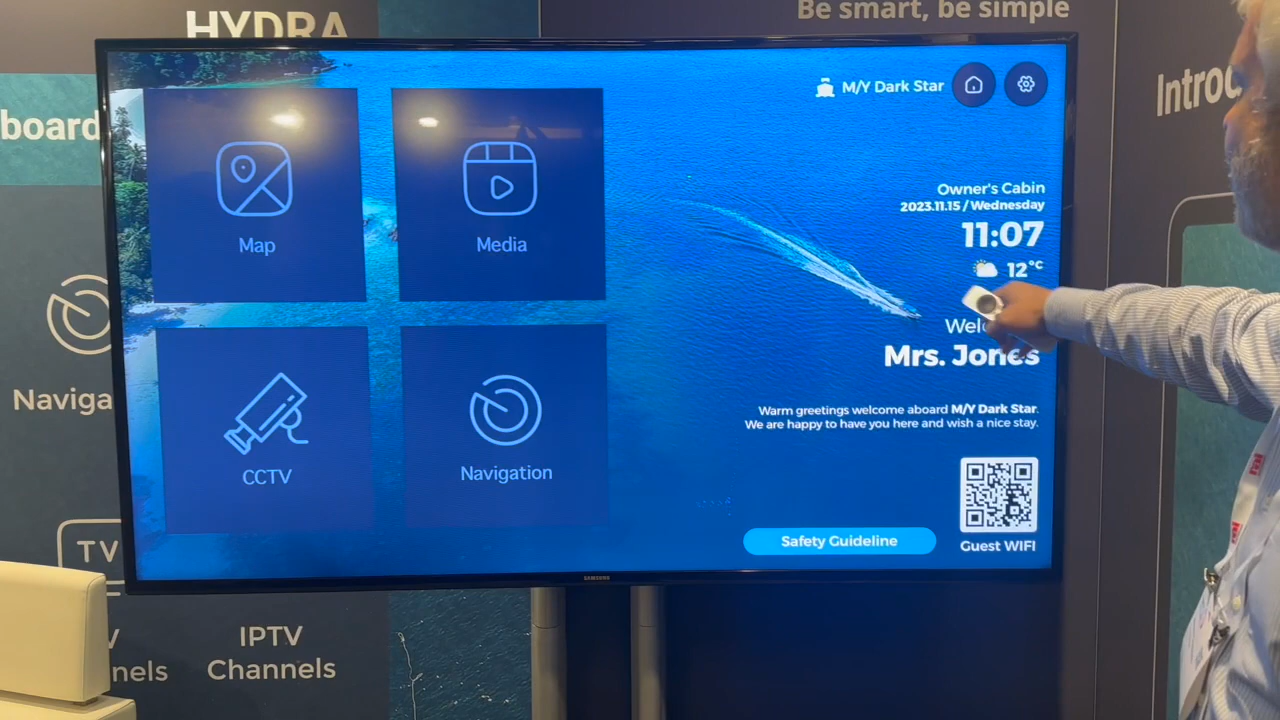 HYDRA
Be smart, be simple
board
Naviga
TV
nels
IPTV
Channels
M/Y Dark Star
Map
Media
CCTV
Navigation
Owner's Cabin
2023.11.15 / Wednesday
11:07
12°C
Wel
Mrs. Jones
Warm greetings welcome aboard M/Y Dark Star.
We are happy to have you here and wish a nice stay.
Safety Guideline
Guest WIFI
SAMSUNG
Introd